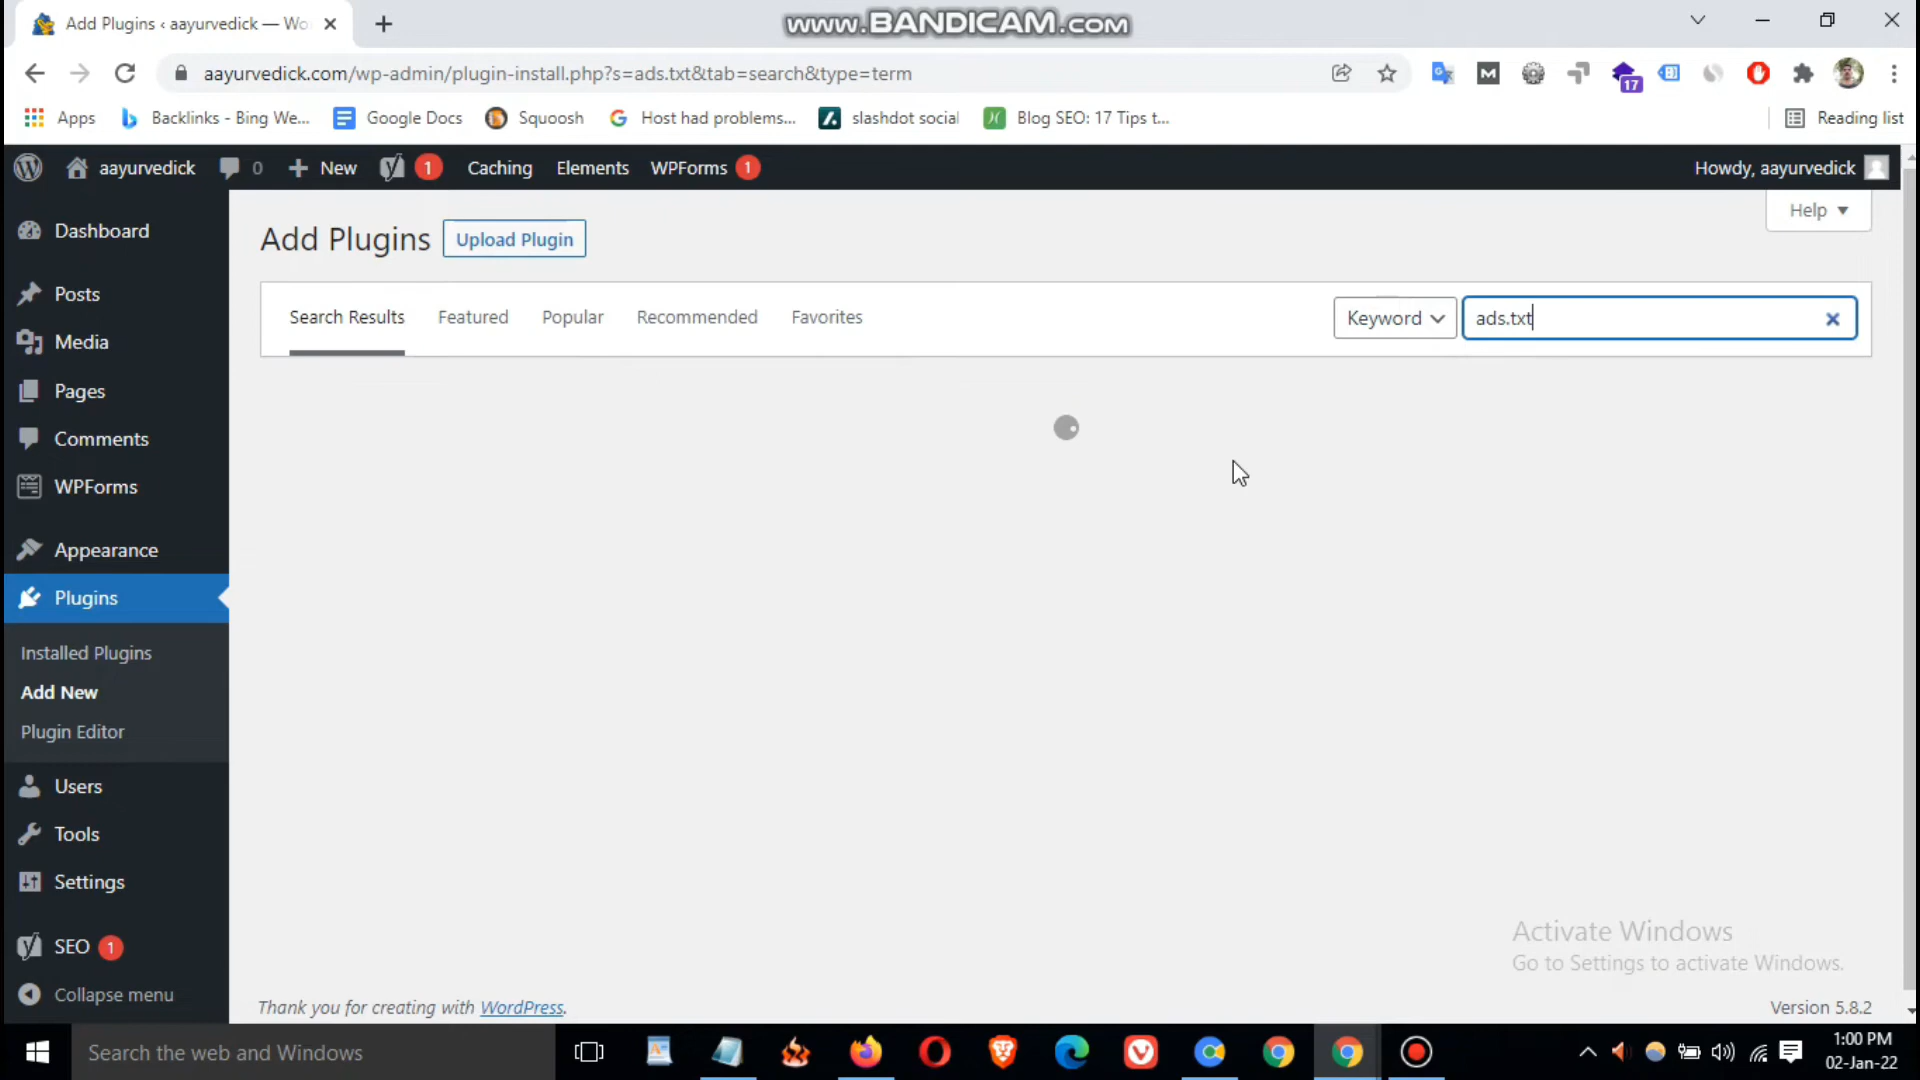 Add Plugins ‹ aayurvedick — Wo
www.BANDICAM.com
aayurvedick.com/wp-admin/plugin-install.php?s=ads.txt&tab=search&type=term
17
Apps
Backlinks - Bing We...
Google Docs
Squoosh
Host had problems...
slashdot social
Blog SEO: 17 Tips t...
Reading list
aayurvedick
0
New
1
Caching
Elements
WPForms 1
Howdy, aayurvedick
Help
Dashboard
Posts
Media
Pages
Comments
WPForms
Appearance
Plugins
Installed Plugins
Add New
Plugin Editor
Users
Tools
Settings
SEO 1
Collapse menu
Add Plugins
Upload Plugin
Search Results
Featured
Popular
Recommended
Favorites
Keyword
ads.txt
Activate Windows
Go to Settings to activate Windows.
Thank you for creating with WordPress.
Version 5.8.2
Search the web and Windows
1:00 PM
02-Jan-22